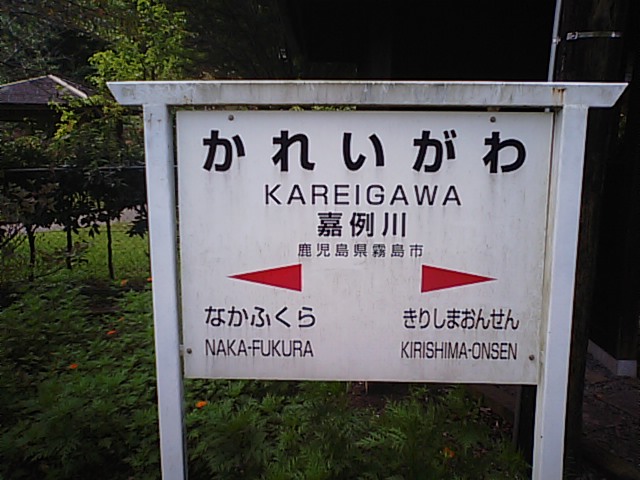 かれいがわ
KAREIGAWA
嘉例川
鹿児島県霧島市
なかふくら きりしまおんせん
NAKA-FUKURA KIRISHIMA-ONSEN